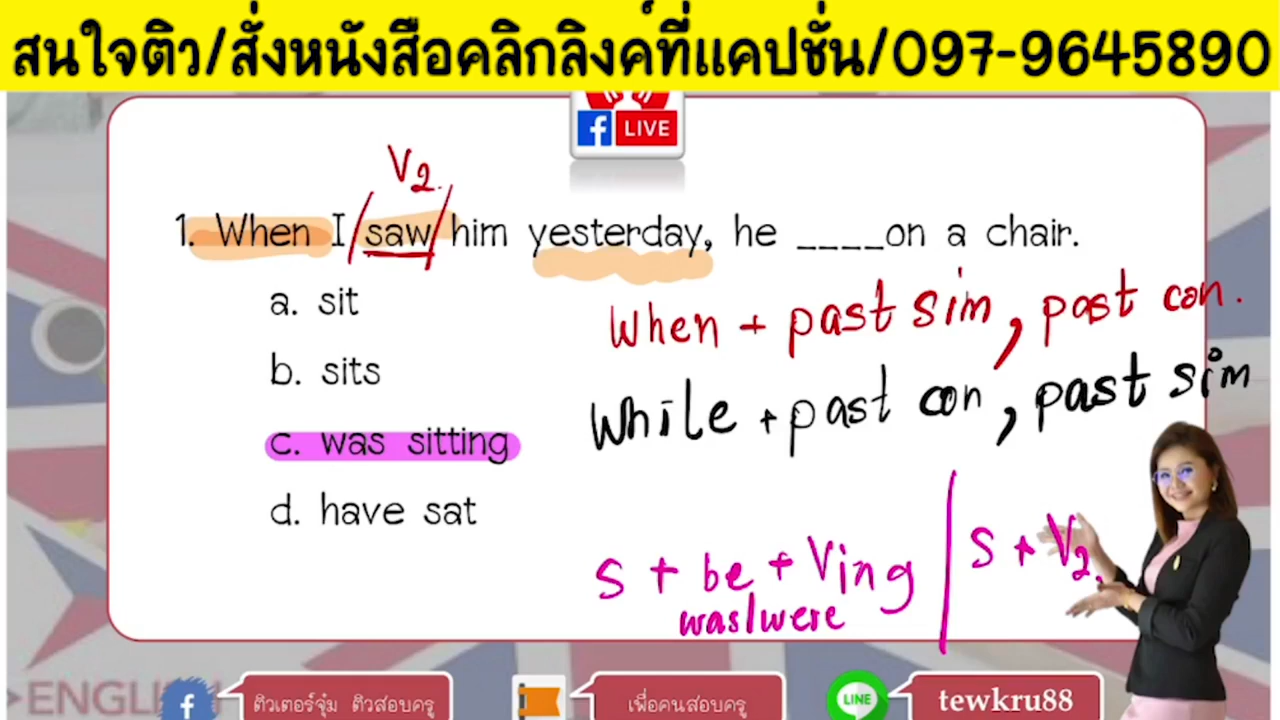 สนใจติว/สั่งหนังสือคลิกลิงค์ที่แคปชั่น/097-9645890
LIVE
V2.
1. When I saw him yesterday, he ____on a chair.
a. sit
b. sits
c. was sitting
d. have sat
When + past sim, past con.
While + past con, past sim
S + be + Ving
was/were
S + V2.
ENGLI
ติวเตอร์จุ๋ม ติวสอบครู
เพื่อคนสอบครู
LINE
tewkru88